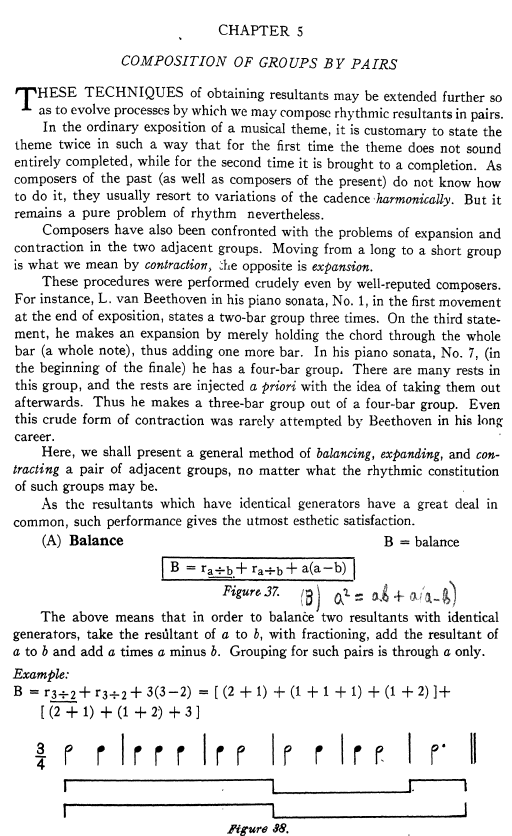 CHAPTER 5
COMPOSITION OF GROUPS BY PAIRS
THESE TECHNIQUES of obtaining resultants may be extended further so
as to evolve processes by which we may compose rhythmic resultants in pairs.
In the ordinary exposition of a musical theme, it is customary to state the
theme twice in such a way that for the first time the theme does not sound
entirely completed, while for the second time it is brought to a completion. As
composers of the past (as well as composers of the present) do not know how
to do it, they usually resort to variations of the cadence harmonically. But it
remains a pure problem of rhythm nevertheless.
Composers have also been confronted with the problems of expansion and
contraction in the two adjacent groups. Moving from a long to a short group
is what we mean by contraction, the opposite is expansion.
These procedures were performed crudely even by well-reputed composers.
For instance, L. van Beethoven in his piano sonata, No. 1, in the first movement
at the end of exposition, states a two-bar group three times. On the third state-
ment, he makes an expansion by merely holding the chord through the whole
bar (a whole note), thus adding one more bar. In his piano sonata, No. 7, (in
the beginning of the finale) he has a four-bar group. There are many rests in
this group, and the rests are injected a priori with the idea of taking them out
afterwards. Thus he makes a three-bar group out of a four-bar group. Even
this crude form of contraction was rarely attempted by Beethoven in his long
career.
Here, we shall present a general method of balancing, expanding, and con-
tracting a pair of adjacent groups, no matter what the rhythmic constitution
of such groups may be.
As the resultants which have identical generators have a great deal in
common, such performance gives the utmost esthetic satisfaction.
(A) Balance B = balance
B = ra÷b + ra÷b + a(a−b)
Figure 37. (B) a² = ab + a(a-b)
The above means that in order to balance two resultants with identical
generators, take the resultant of a to b, with fractioning, add the resultant of
a to b and add a times a minus b. Grouping for such pairs is through a only.
Example:
B = r3÷2 + r3÷2 + 3(3−2) = [ (2 + 1) + (1 + 1 + 1) + (1 + 2) ]+
[ (2 + 1) + (1 + 2) + 3 ]
3
4
Figure 38.